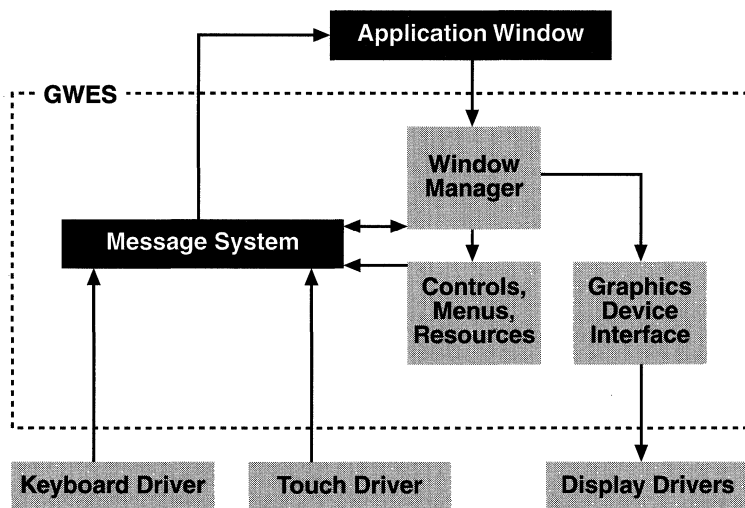 Application Window
GWES
Window
Manager
Message System
Controls,
Menus,
Resources
Graphics
Device
Interface
Keyboard Driver
Touch Driver
Display Drivers